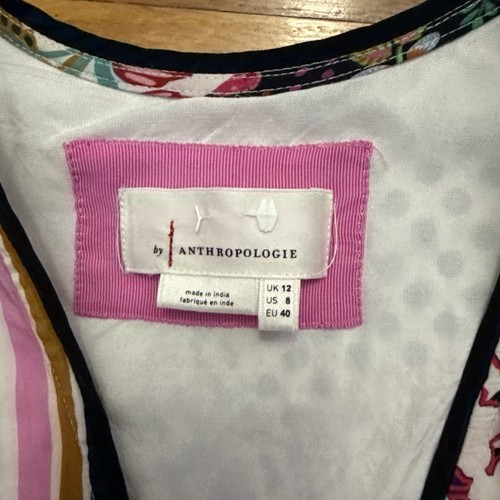 by ANTHROPOLOGIE
made in india
fabriqué en inde
UK 12
US 8
EU 40